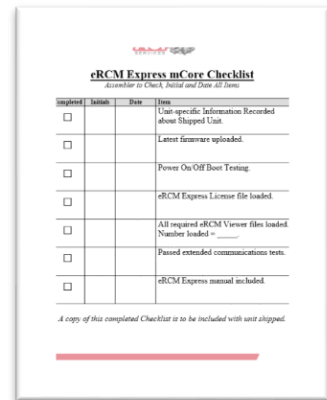 SERVICES
eRCM Express mCore Checklist
Assembler to Check, Initial and Date All Items
ompleted Initials Date Item
Unit-specific Information Recorded
about Shipped Unit.
Latest firmware uploaded.
Power On/Off Boot Testing.
eRCM Express License file loaded.
All required eRCM Viewer files loaded.
Number loaded = _____.
Passed extended communications tests.
eRCM Express manual included.
A copy of this completed Checklist is to be included with unit shipped.